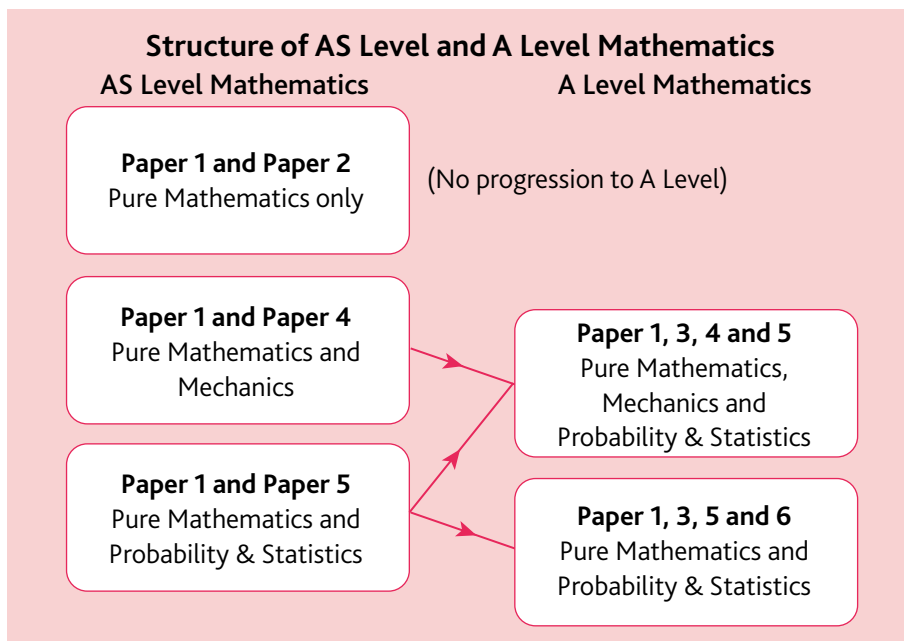 Structure of AS Level and A Level Mathematics
AS Level Mathematics
A Level Mathematics
Paper 1 and Paper 2
Pure Mathematics only
(No progression to A Level)
Paper 1 and Paper 4
Pure Mathematics and
Mechanics
Paper 1, 3, 4 and 5
Pure Mathematics,
Mechanics and
Probability & Statistics
Paper 1 and Paper 5
Pure Mathematics and
Probability & Statistics
Paper 1, 3, 5 and 6
Pure Mathematics and
Probability & Statistics